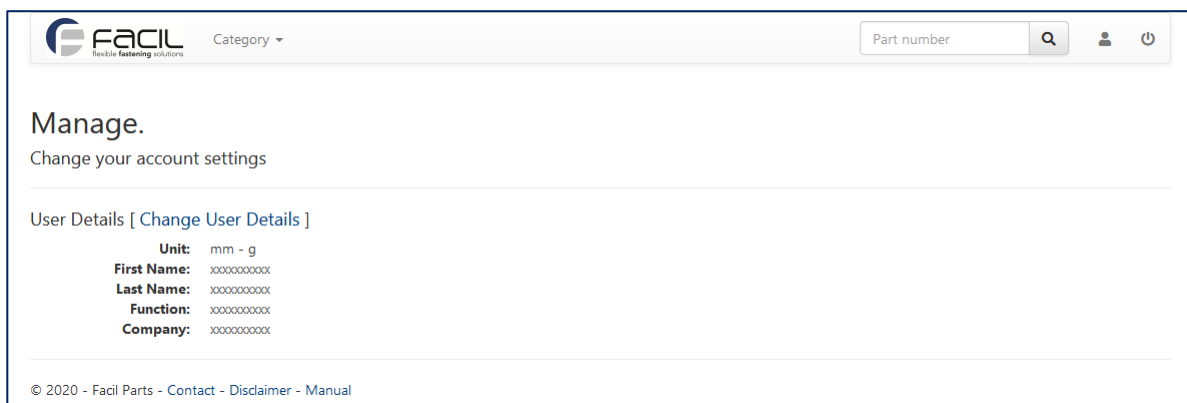 FACIL
flexible fastening solutions
Category
Part number
Manage.
Change your account settings
User Details [ Change User Details ]
Unit: mm - g
First Name: xxxxxxxxxx
Last Name: xxxxxxxxxx
Function: xxxxxxxxxx
Company: xxxxxxxxxx
© 2020 - Facil Parts - Contact - Disclaimer - Manual